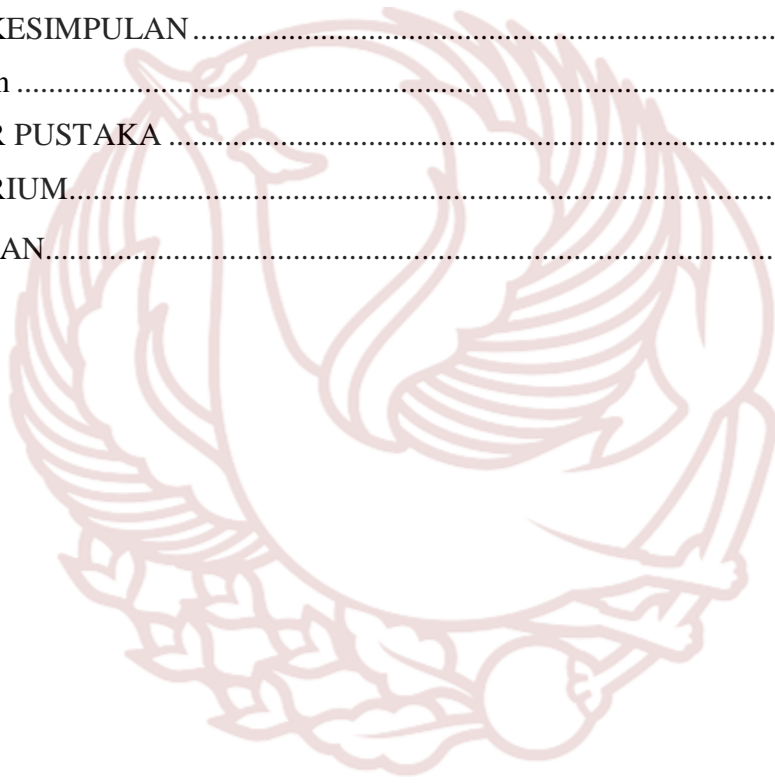 KESIMPULAN........................................................................
n ........................................................................
R PUSTAKA ........................................................................
RIUM........................................................................
AN........................................................................